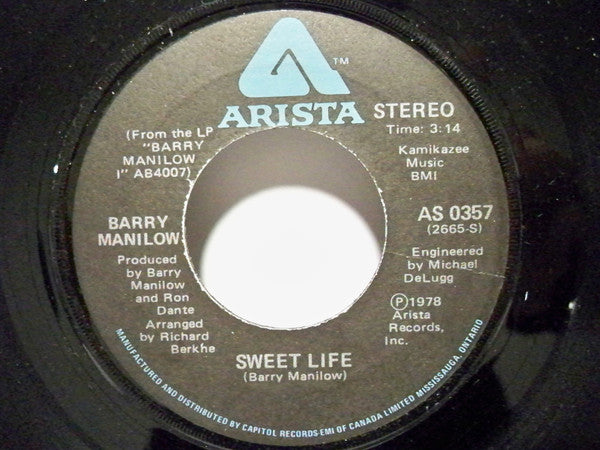 TM
ARISTA
(From the LP
"BARRY
MANILOW
I" AB4007)
BARRY
MANILOW
Produced
by Barry
Manilow
and Ron
Dante
Arranged
by Richard
Berkhe
STEREO
Time: 3:14
Kamikazee
Music
BMI
AS 0357
(2665-S)
Engineered
by Michael
DeLugg
Ⓟ1978
Arista
Records,
Inc.
SWEET LIFE
(Barry Manilow)
MANUFACTURED AND DISTRIBUTED BY CAPITOL RECORDS-EMI OF CANADA LIMITED MISSISSAUGA, ONTARIO